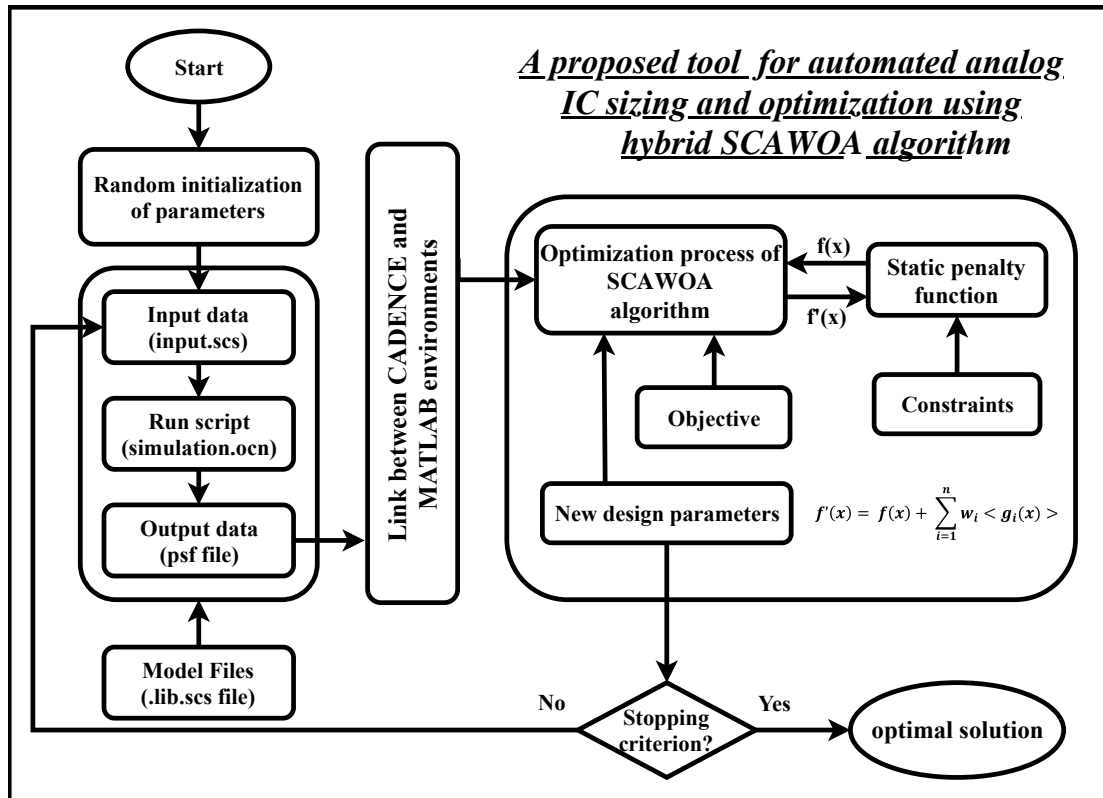 Start
A proposed tool for automated analog
IC sizing and optimization using
hybrid SCAWOA algorithm
Random initialization
of parameters
Input data
(input.scs)
Run script
(simulation.ocn)
Output data
(psf file)
Model Files
(.lib.scs file)
Link between CADENCE and
MATLAB environments
Optimization process of
SCAWOA
algorithm
f(x)
f'(x)
Static penalty
function
Objective
Constraints
New design parameters
f'(x) = f(x) + ∑_{i=1}^{n} w_i < g_i(x) >
Stopping
criterion?
No
Yes
optimal solution